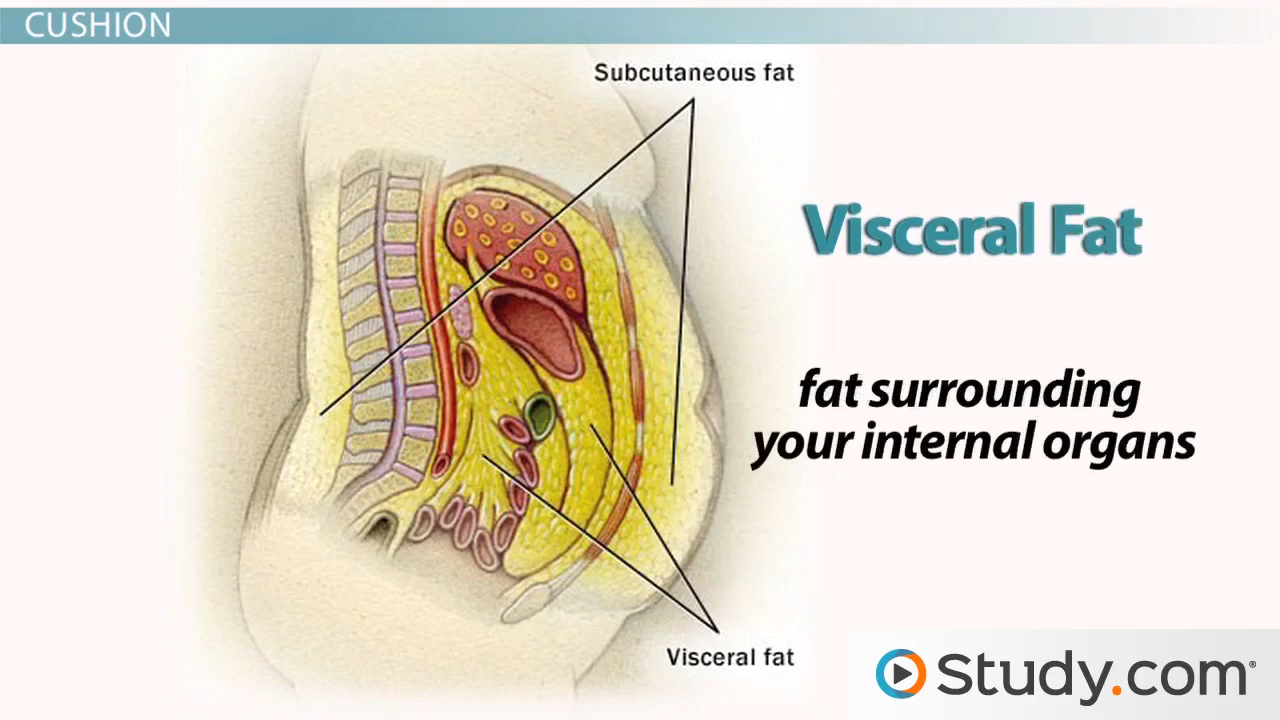 CUSHION
Subcutaneous fat
Visceral Fat
fat surrounding
your internal organs
Visceral fat
Study.com®